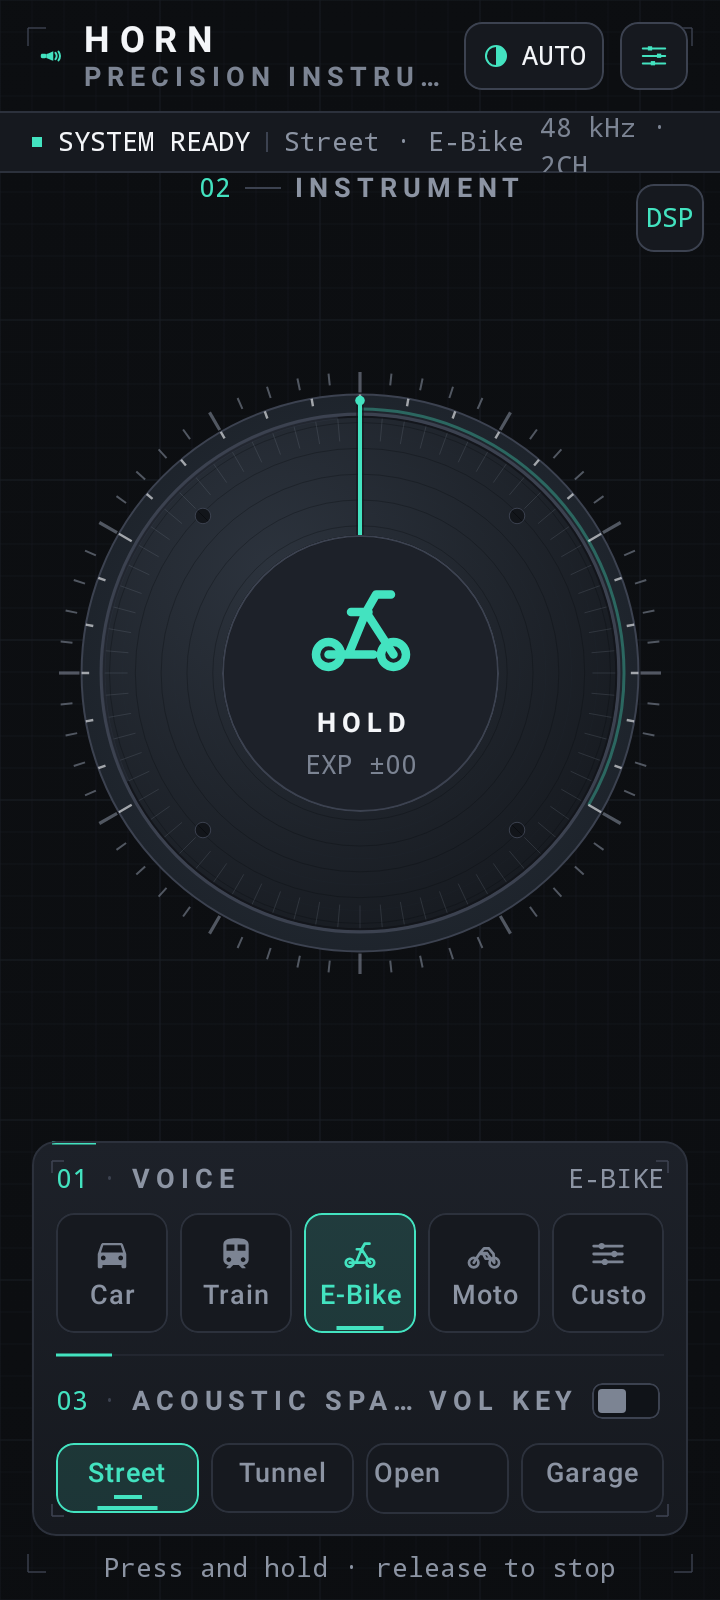 HORN
PRECISION INSTRU…
AUTO
SYSTEM READY
Street · E-Bike
48 kHz ·
2CH
02 — INSTRUMENT
DSP
HOLD
EXP ±00
01 · VOICE
E-BIKE
Car
Train
E-Bike
Moto
Custo
03 · ACOUSTIC SPA…
VOL KEY
Street
Tunnel
Open
Garage
Press and hold · release to stop